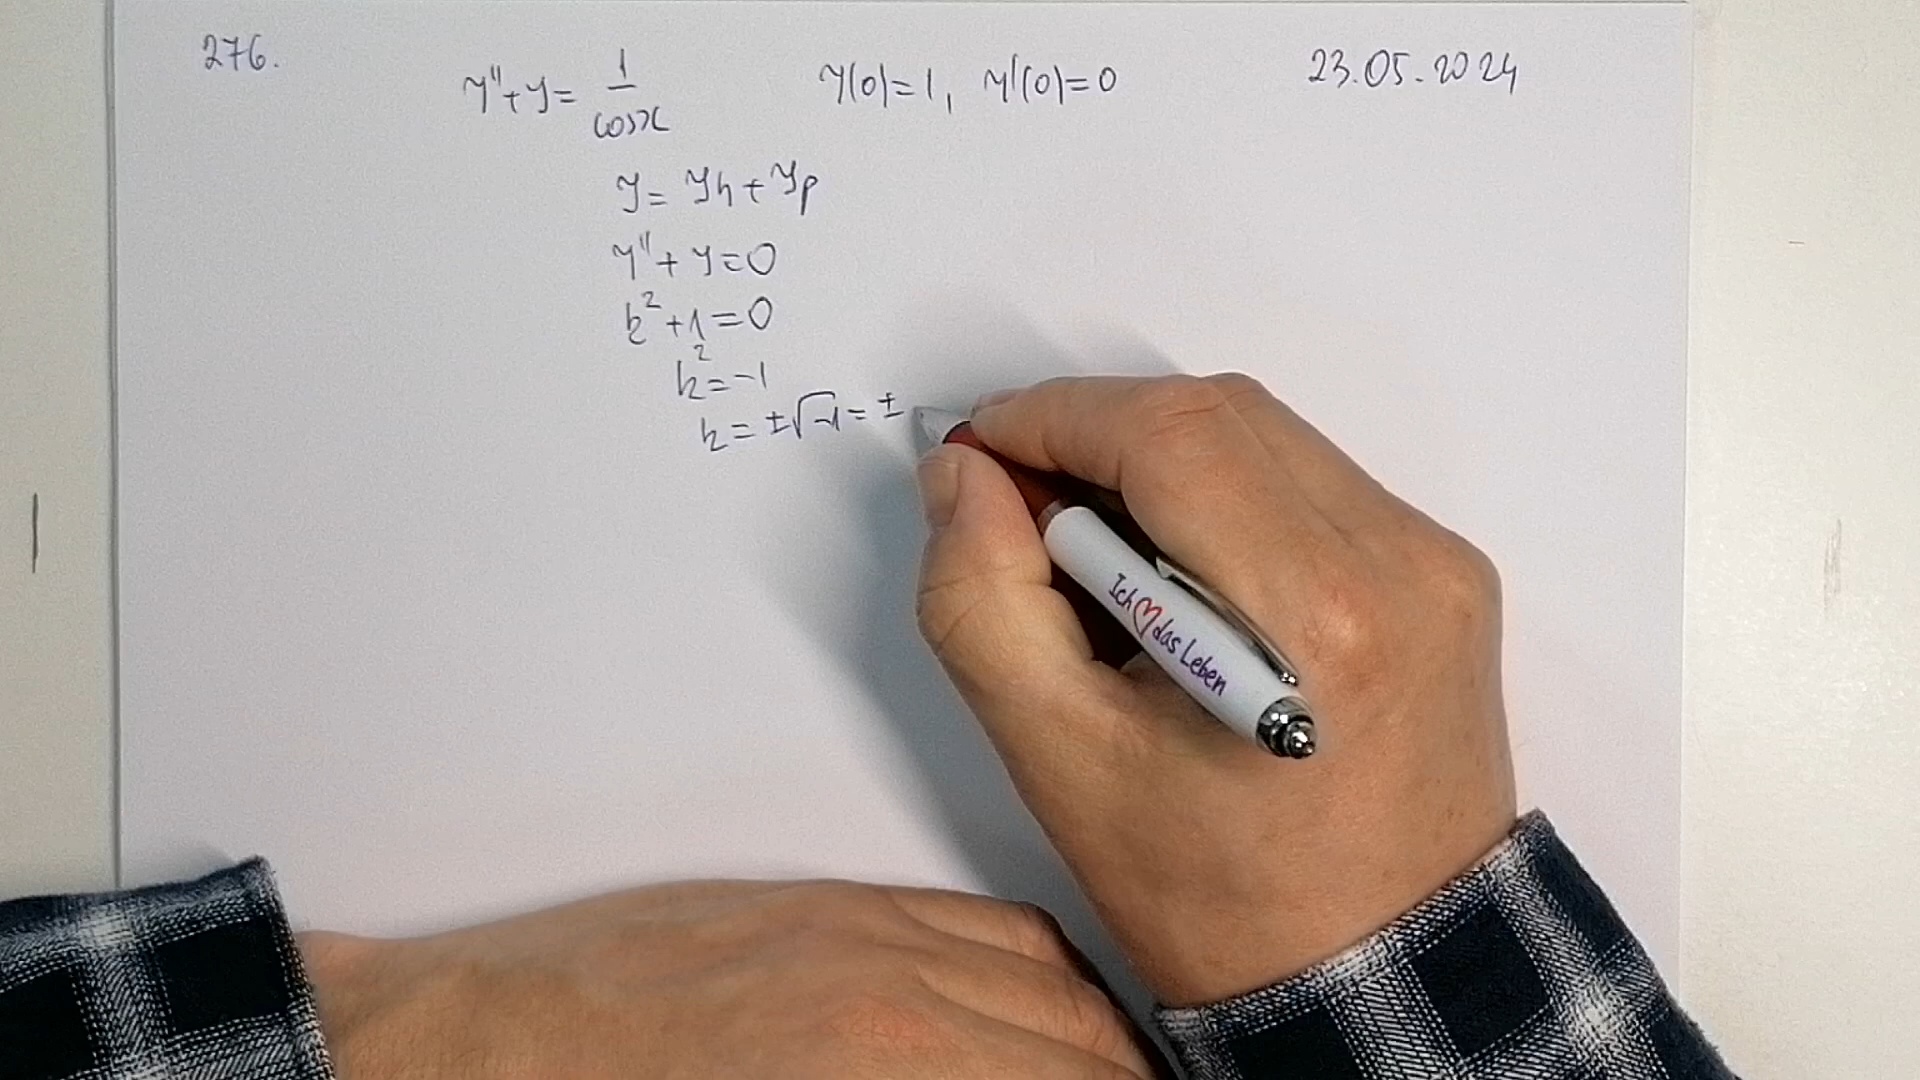 276.
y'' + y = 1/cosx y(0)=1, y'(0)=0 23.05.2024
y = yh + yp
y'' + y = 0
k² + 1 = 0
k² = -1
k = ±√-1 = ±
Ich ♡ das Leben